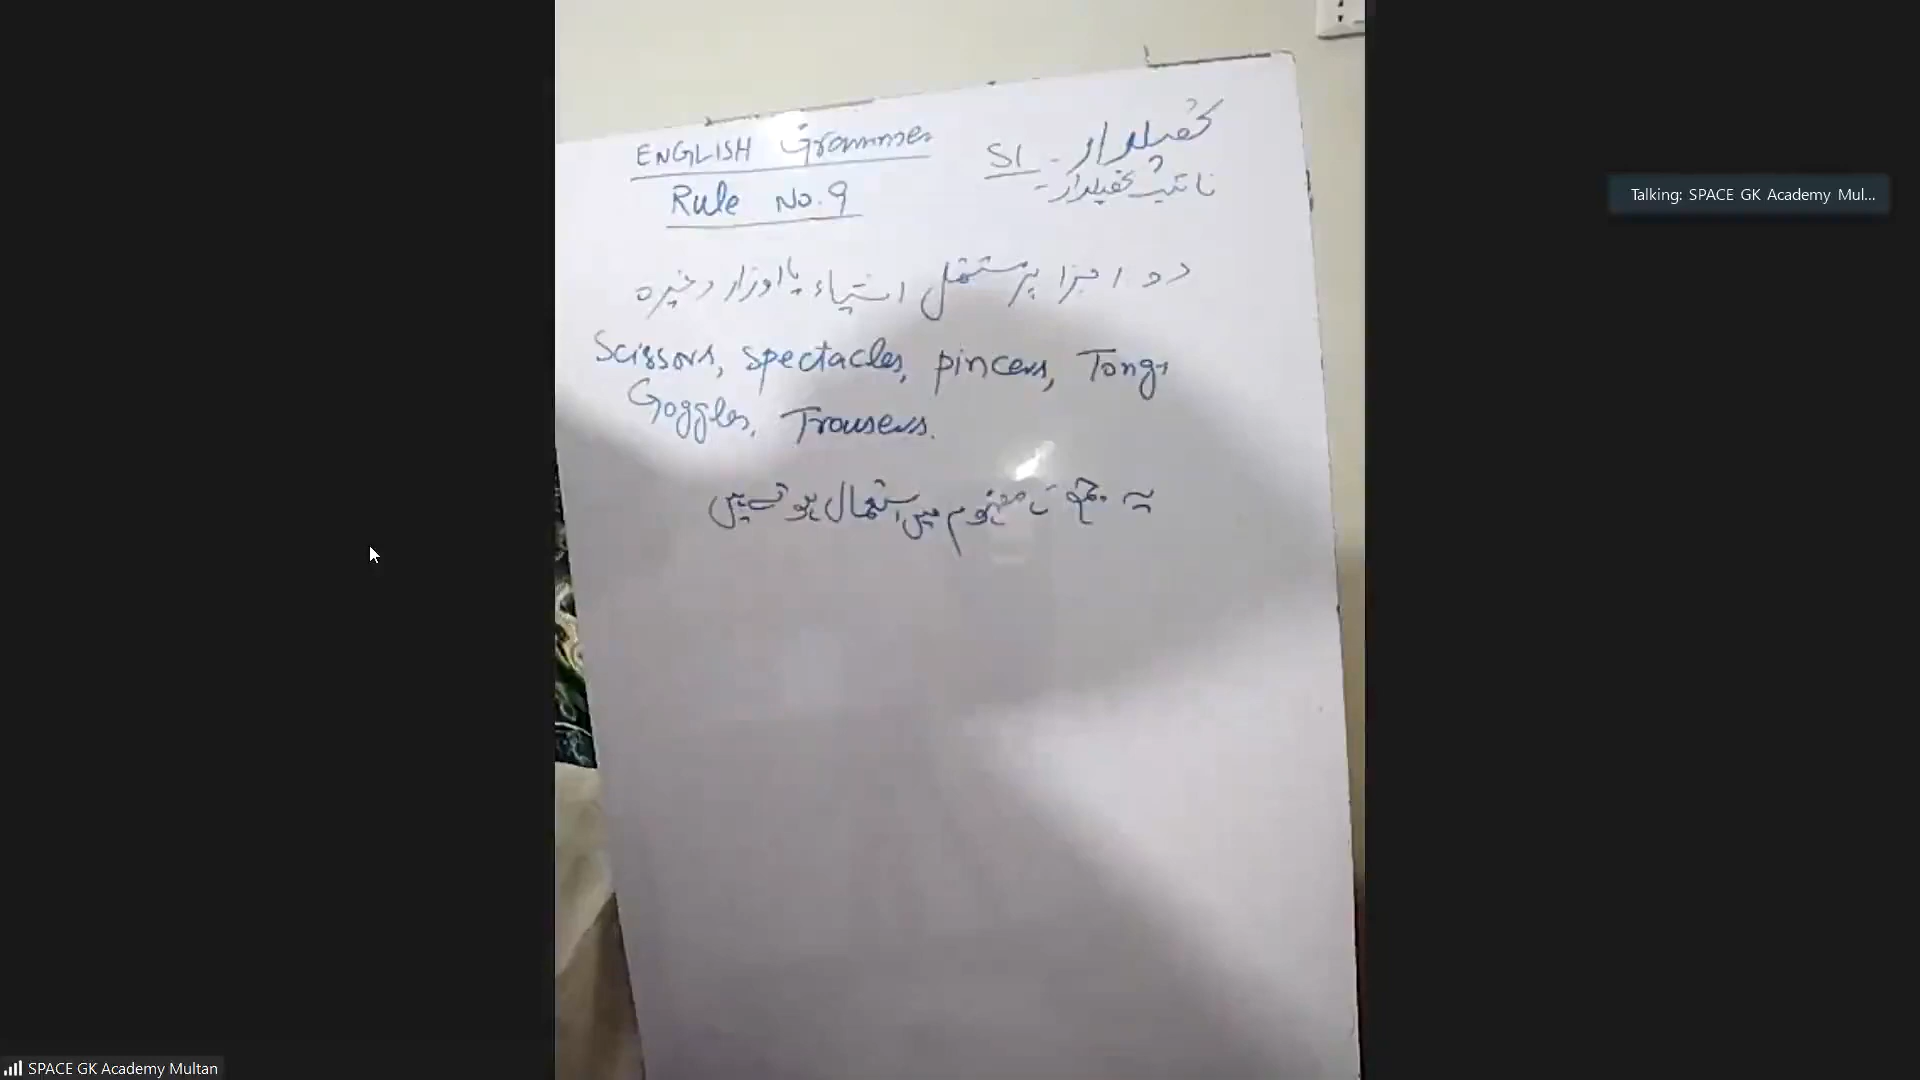 ENGLISH Grammer
Rule No. 9
تحصیلدار - SI
نائب تحصیلدار -
دو اجزا پر مشتمل اشیاء یا اوزار وغیرہ
Scissors, spectacles, pincers, Tongs
Goggles, Trousers.
یہ جمع کے مفہوم میں استعمال ہوتے ہیں
Talking: SPACE GK Academy Mul...
SPACE GK Academy Multan